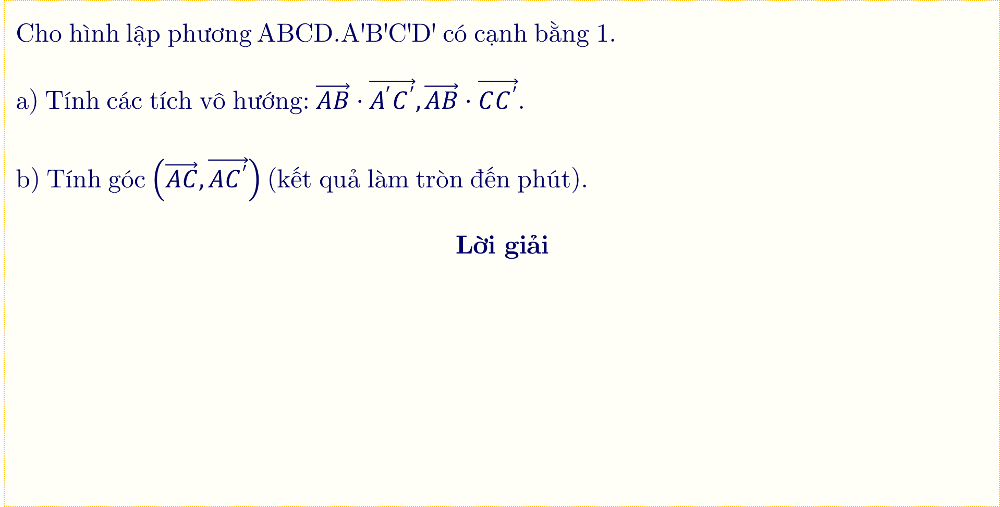 Cho hình lập phương ABCD.A'B'C'D' có cạnh bằng 1.
a) Tính các tích vô hướng: $\overrightarrow{AB} \cdot \overrightarrow{A'C'}, \overrightarrow{AB} \cdot \overrightarrow{CC'}$.
b) Tính góc $\left(\overrightarrow{AC}, \overrightarrow{AC'}\right)$ (kết quả làm tròn đến phút).
Lời giải